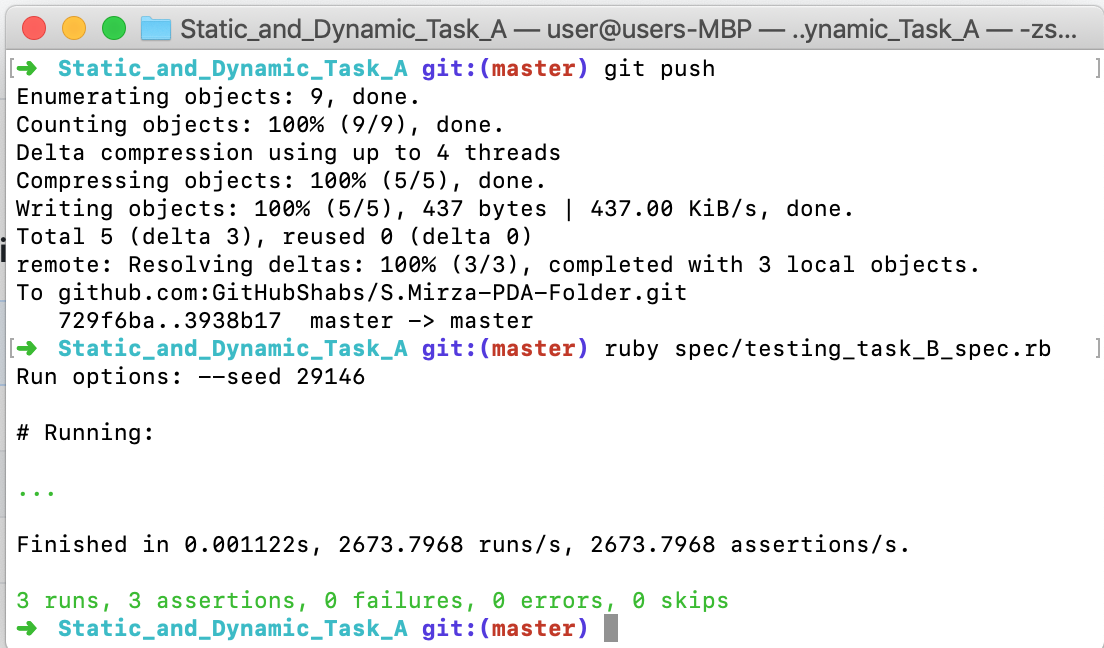 Static_and_Dynamic_Task_A — user@users-MBP — ..ynamic_Task_A — -zs...
[➜  Static_and_Dynamic_Task_A git:(master) git push ]
Enumerating objects: 9, done.
Counting objects: 100% (9/9), done.
Delta compression using up to 4 threads
Compressing objects: 100% (5/5), done.
Writing objects: 100% (5/5), 437 bytes | 437.00 KiB/s, done.
Total 5 (delta 3), reused 0 (delta 0)
remote: Resolving deltas: 100% (3/3), completed with 3 local objects.
To github.com:GitHubShabs/S.Mirza-PDA-Folder.git
   729f6ba..3938b17  master -> master
[➜  Static_and_Dynamic_Task_A git:(master) ruby spec/testing_task_B_spec.rb ]
Run options: --seed 29146
# Running:
...
Finished in 0.001122s, 2673.7968 runs/s, 2673.7968 assertions/s.
3 runs, 3 assertions, 0 failures, 0 errors, 0 skips
➜  Static_and_Dynamic_Task_A git:(master)